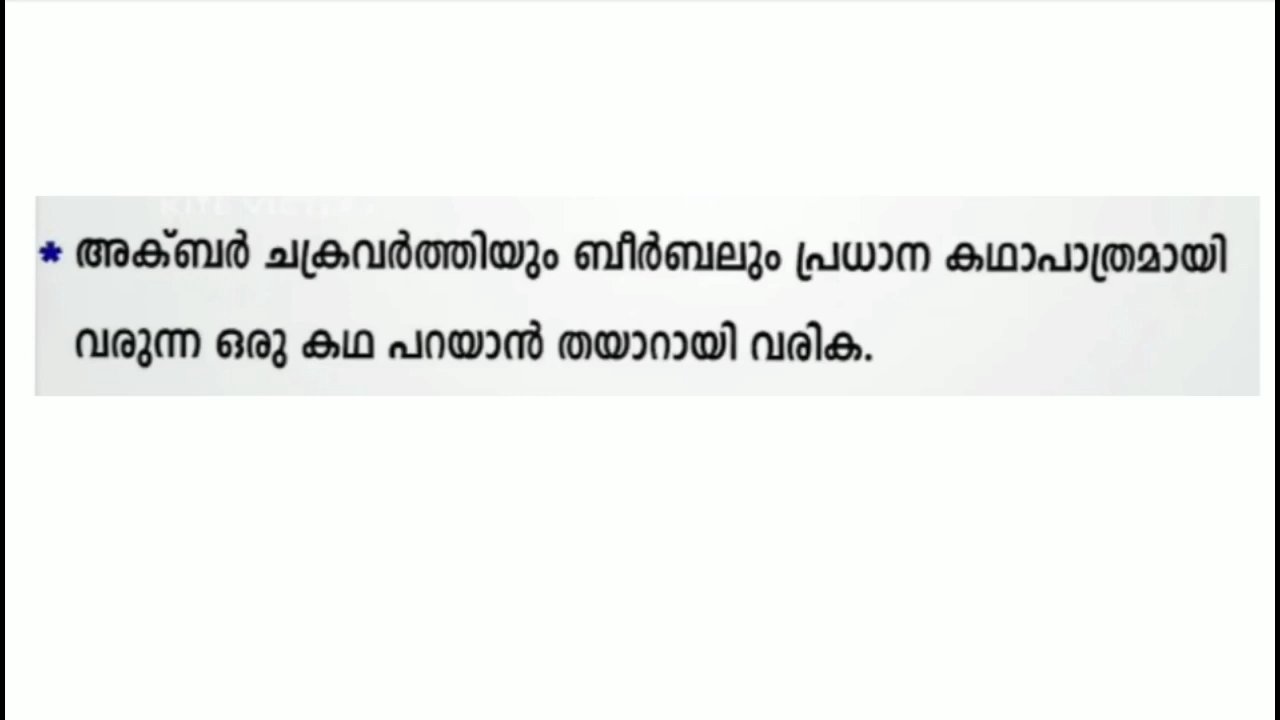 * അക്ബർ ചക്രവർത്തിയും ബീർബലും പ്രധാന കഥാപാത്രമായി
വരുന്ന ഒരു കഥ പറയാൻ തയാറായി വരിക.